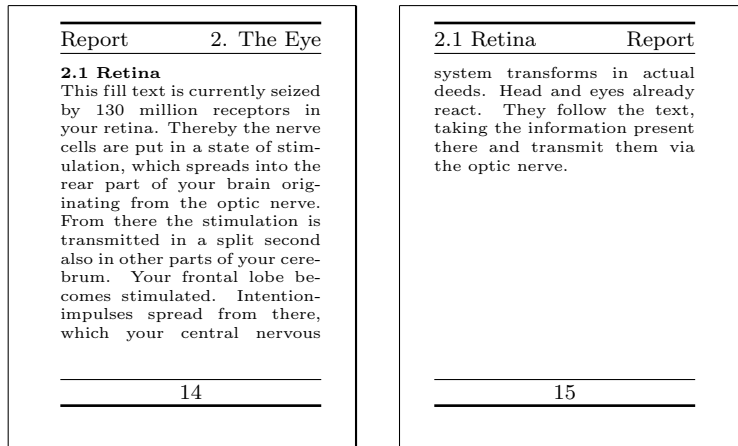 Report 2. The Eye
2.1 Retina
This fill text is currently seized
by 130 million receptors in
your retina. Thereby the nerve
cells are put in a state of stim-
ulation, which spreads into the
rear part of your brain orig-
inating from the optic nerve.
From there the stimulation is
transmitted in a split second
also in other parts of your cere-
brum. Your frontal lobe be-
comes stimulated. Intention-
impulses spread from there,
which your central nervous
14
2.1 Retina Report
system transforms in actual
deeds. Head and eyes already
react. They follow the text,
taking the information present
there and transmit them via
the optic nerve.
15